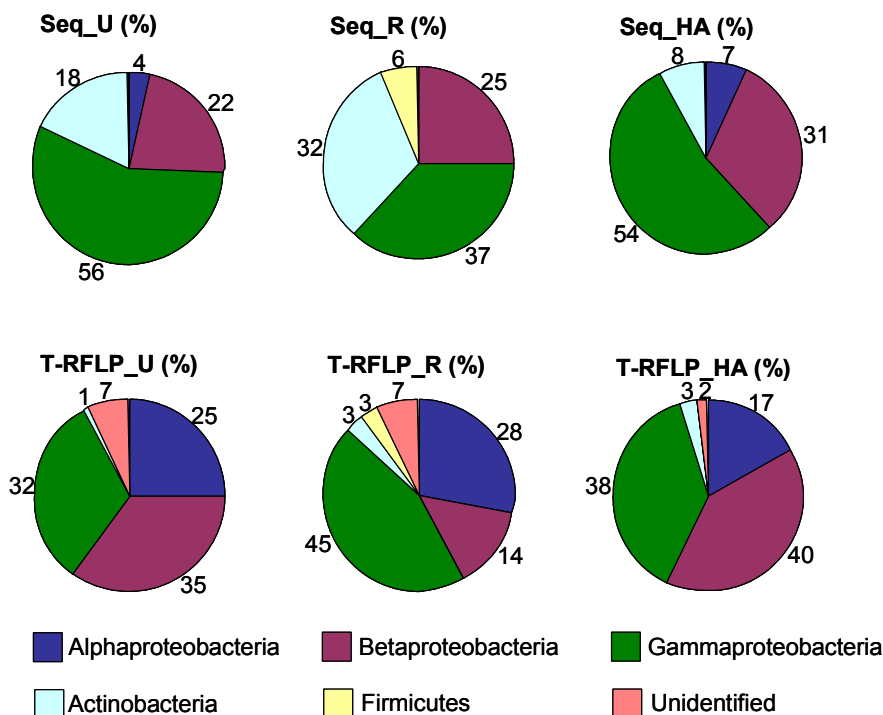 Seq_U (%)
Seq_R (%)
Seq_HA (%)
18
4
22
56
6
25
32
37
8
7
31
54
T-RFLP_U (%)
T-RFLP_R (%)
T-RFLP_HA (%)
1
7
25
32
35
3
3
7
28
45
14
3
2
17
38
40
Alphaproteobacteria
Betaproteobacteria
Gammaproteobacteria
Actinobacteria
Firmicutes
Unidentified